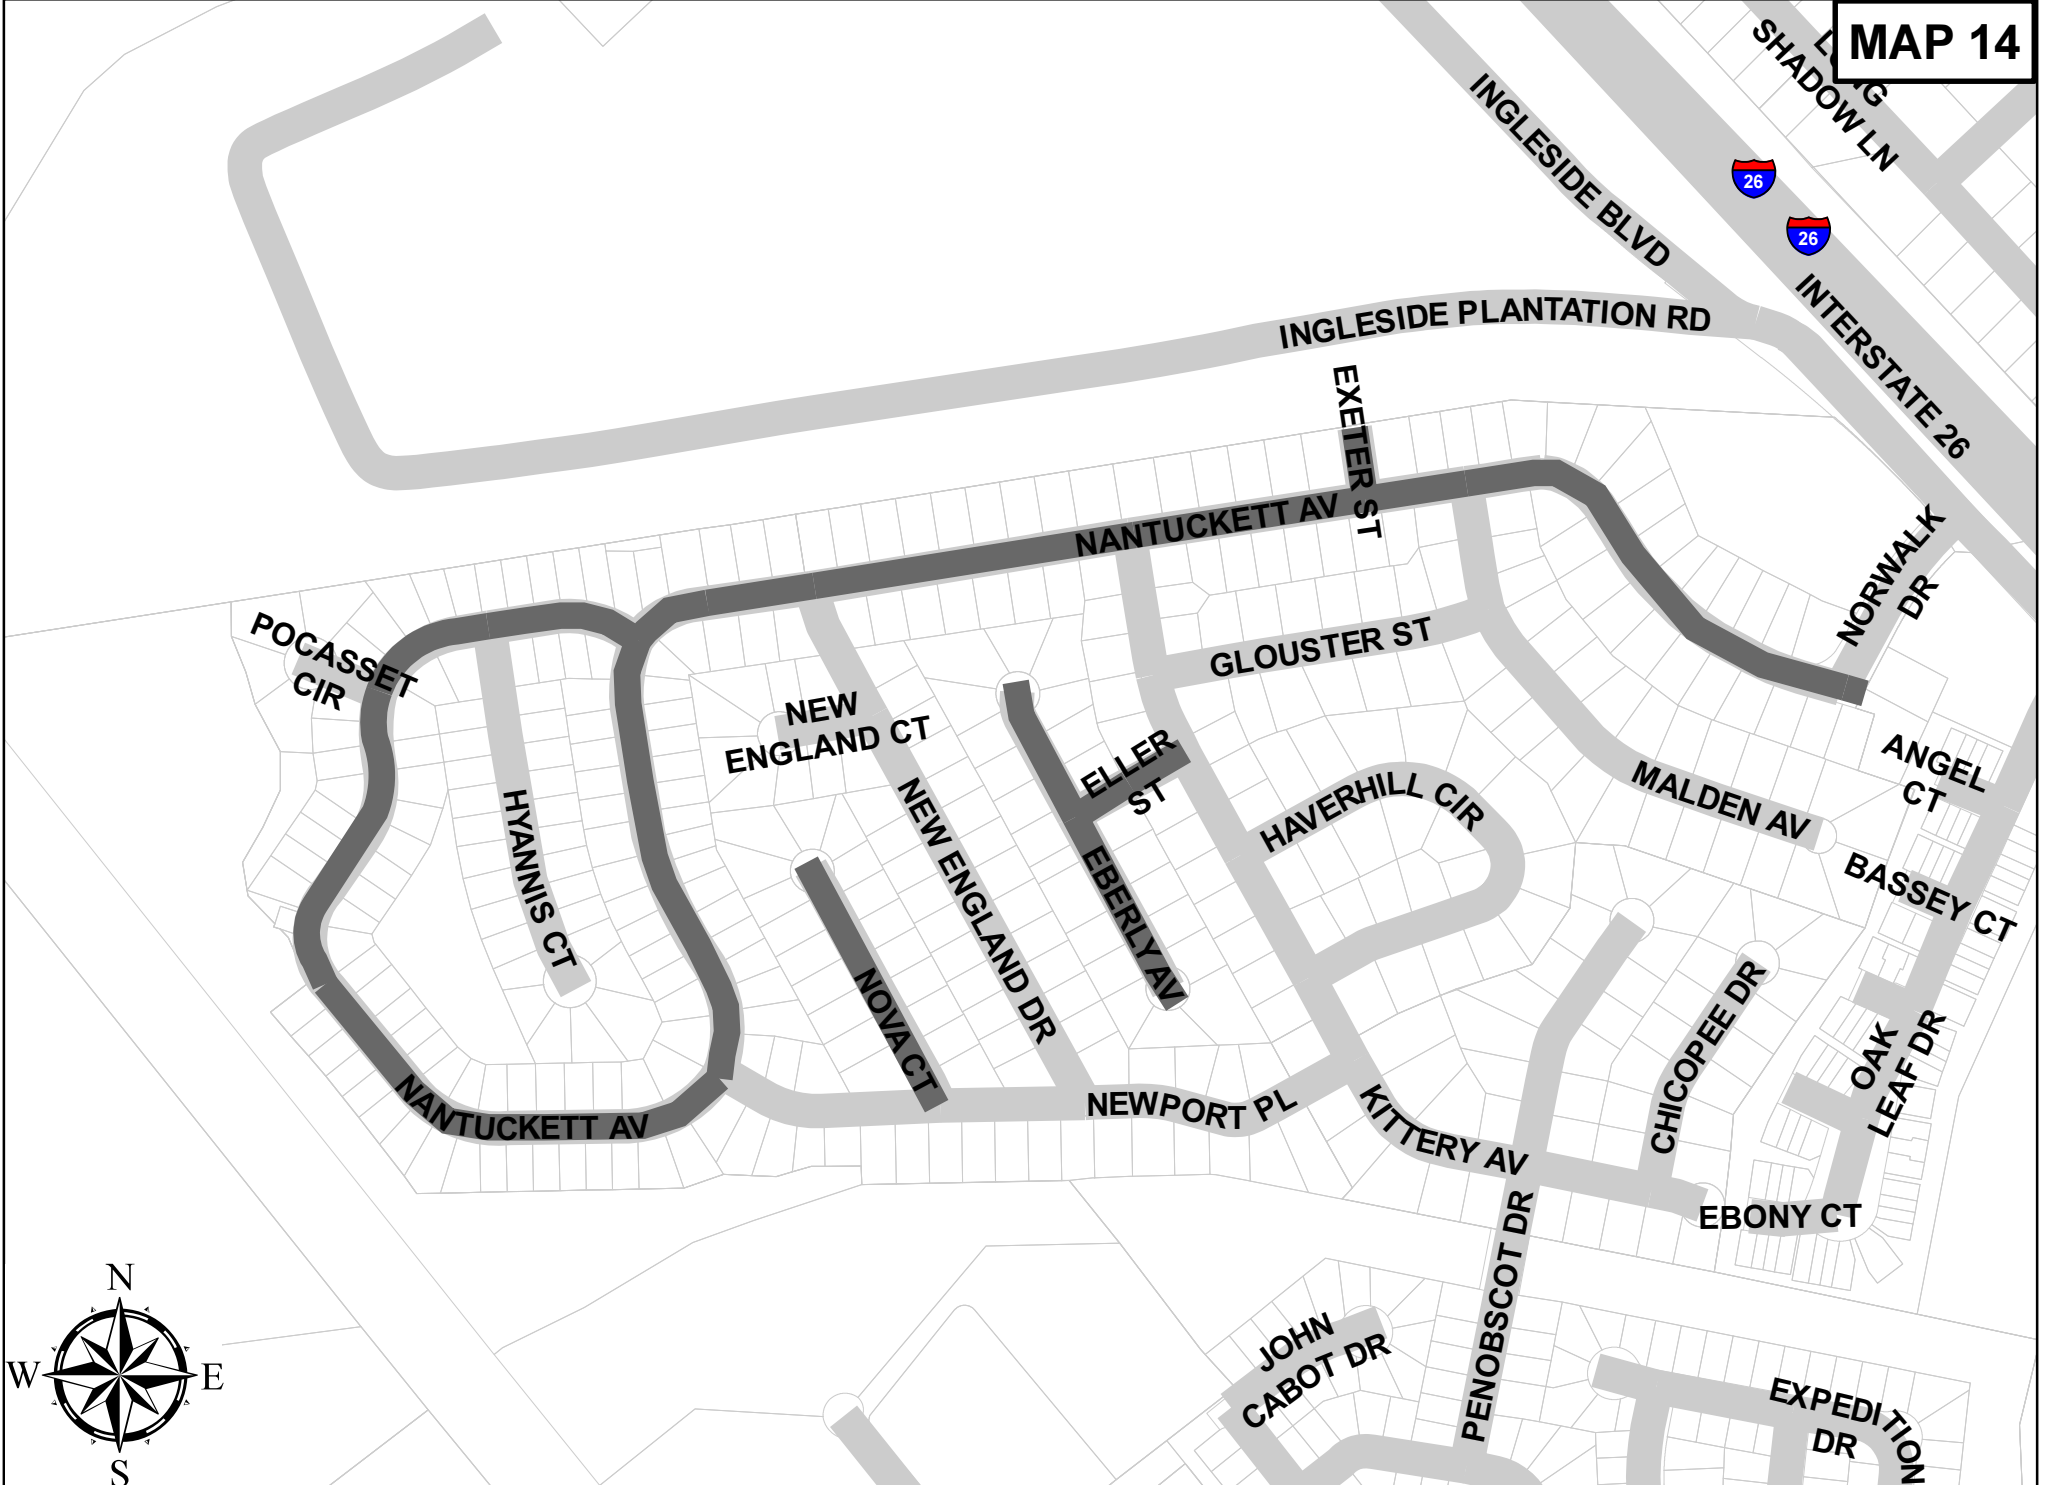 MAP 14
SHADOW LN
INGLESIDE BLVD
26
26
INTERSTATE 26
INGLESIDE PLANTATION RD
EXETER ST
NANTUCKETT AV
NORWALK
DR
POCASSET
CIR
GLOUSTER ST
NEW
ENGLAND CT
ELLER
ST
HAVERHILL CIR
MALDEN AV
ANGEL
CT
HYANNIS CT
NEW ENGLAND DR
EBERLY AV
BASSEY CT
NOVA CT
CHICOPEE DR
OAK
LEAF DR
NANTUCKETT AV
NEWPORT PL
KITTERY AV
EBONY CT
PENOBSCOT DR
JOHN
CABOT DR
EXPEDITION
DR
N
W
E
S